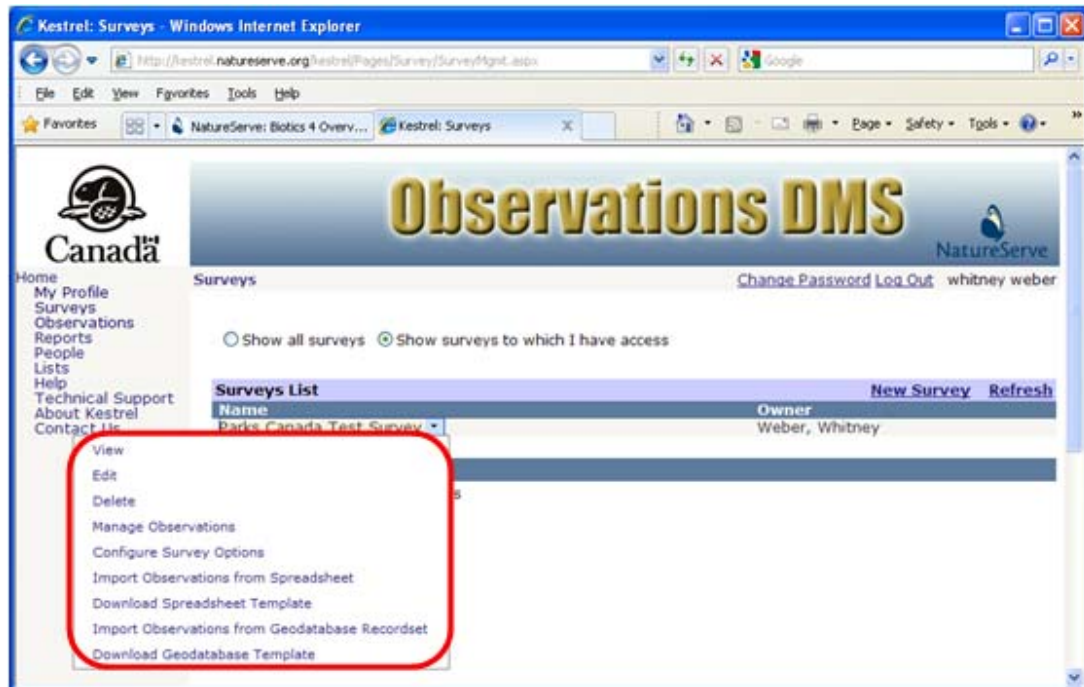 Kestrel: Surveys - Windows Internet Explorer
http://kestrel.natureserve.org/kestrel/Pages/Survey/SurveyMgmt.aspx
Google
File Edit View Favorites Tools Help
Favorites
NatureServe: Biotics 4 Overv...
Kestrel: Surveys
Page Safety Tools
Canada
Observations DMS
NatureServe
Home
My Profile
Surveys
Observations
Reports
People
Lists
Help
Technical Support
About Kestrel
Contact Us
Surveys
Change Password Log Out whitney weber
Show all surveys Show surveys to which I have access
Surveys List New Survey Refresh
Name Owner
Parks Canada Test Survey Weber, Whitney
View
Edit
Delete
Manage Observations
Configure Survey Options
Import Observations from Spreadsheet
Download Spreadsheet Template
Import Observations from Geodatabase Recordset
Download Geodatabase Template